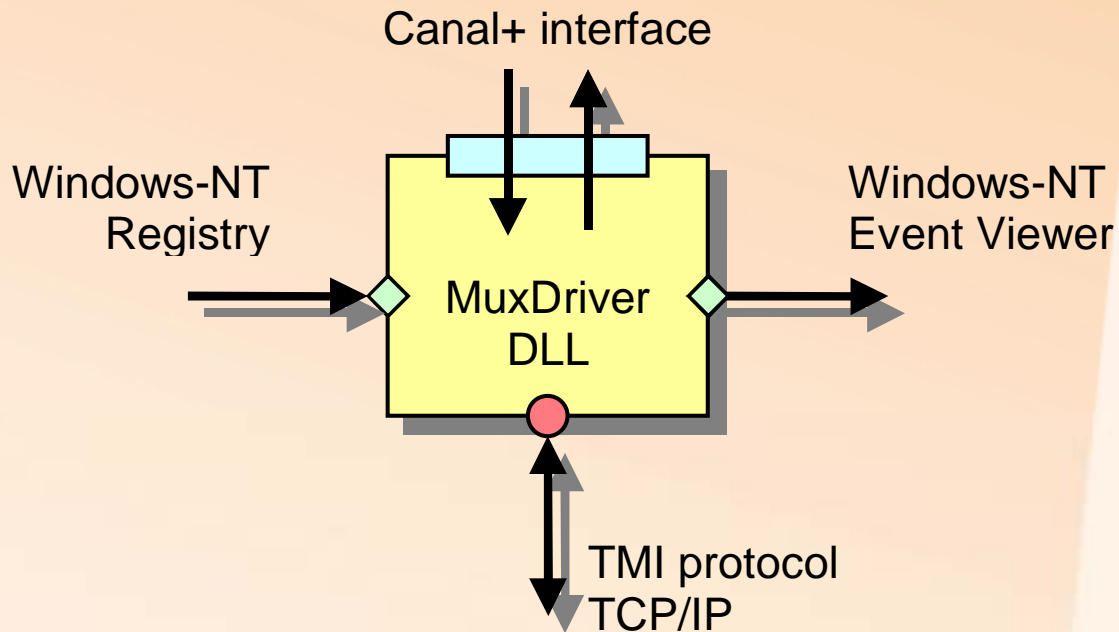 Canal+ interface
Windows-NT
Registry
Windows-NT
Event Viewer
MuxDriver
DLL
TMI protocol
TCP/IP